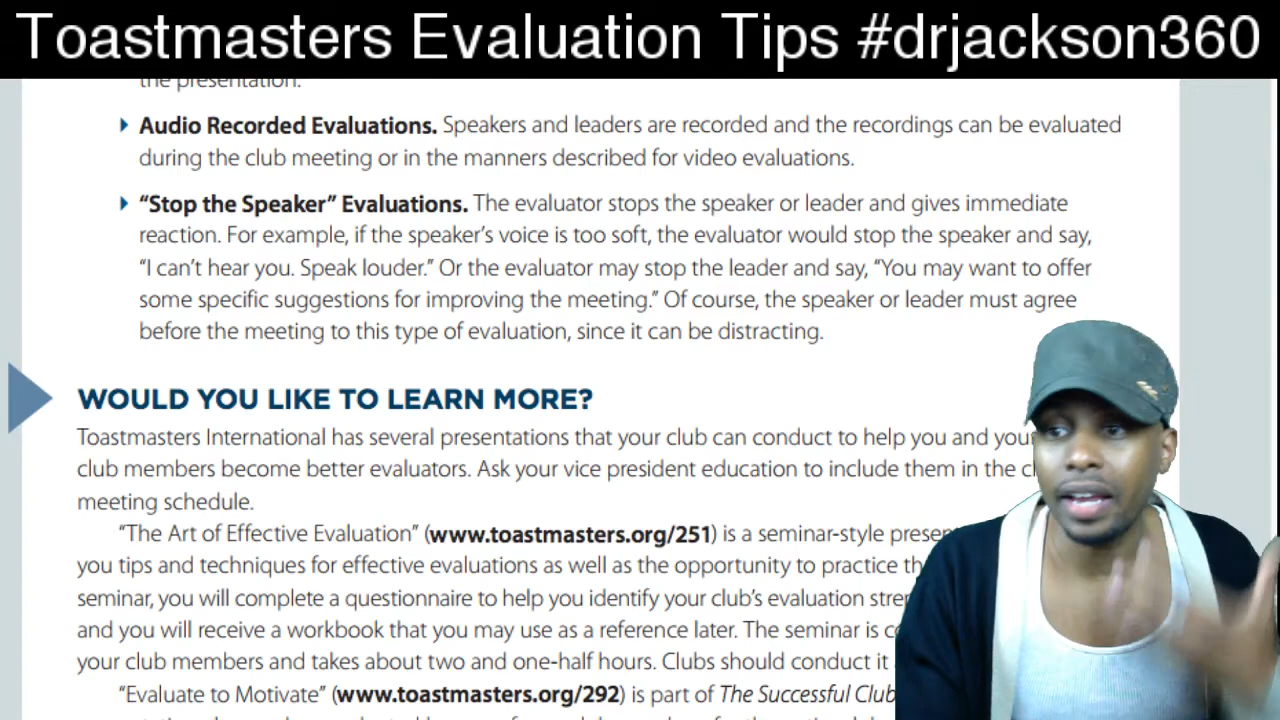 Toastmasters Evaluation Tips #drjackson360
the presentation.
Audio Recorded Evaluations. Speakers and leaders are recorded and the recordings can be evaluated
during the club meeting or in the manners described for video evaluations.
“Stop the Speaker” Evaluations. The evaluator stops the speaker or leader and gives immediate
reaction. For example, if the speaker’s voice is too soft, the evaluator would stop the speaker and say,
“I can’t hear you. Speak louder.” Or the evaluator may stop the leader and say, “You may want to offer
some specific suggestions for improving the meeting.” Of course, the speaker or leader must agree
before the meeting to this type of evaluation, since it can be distracting.
WOULD YOU LIKE TO LEARN MORE?
Toastmasters International has several presentations that your club can conduct to help you and
club members become better evaluators. Ask your vice president education to include them in the
meeting schedule.
“The Art of Effective Evaluation” (www.toastmasters.org/251) is a seminar-style
you tips and techniques for effective evaluations as well as the opportunity to practice
seminar, you will complete a questionnaire to help you identify your club’s evaluation
and you will receive a workbook that you may use as a reference later. The seminar is
your club members and takes about two and one-half hours. Clubs should conduct it
“Evaluate to Motivate” (www.toastmasters.org/292) is part of The Successful Club